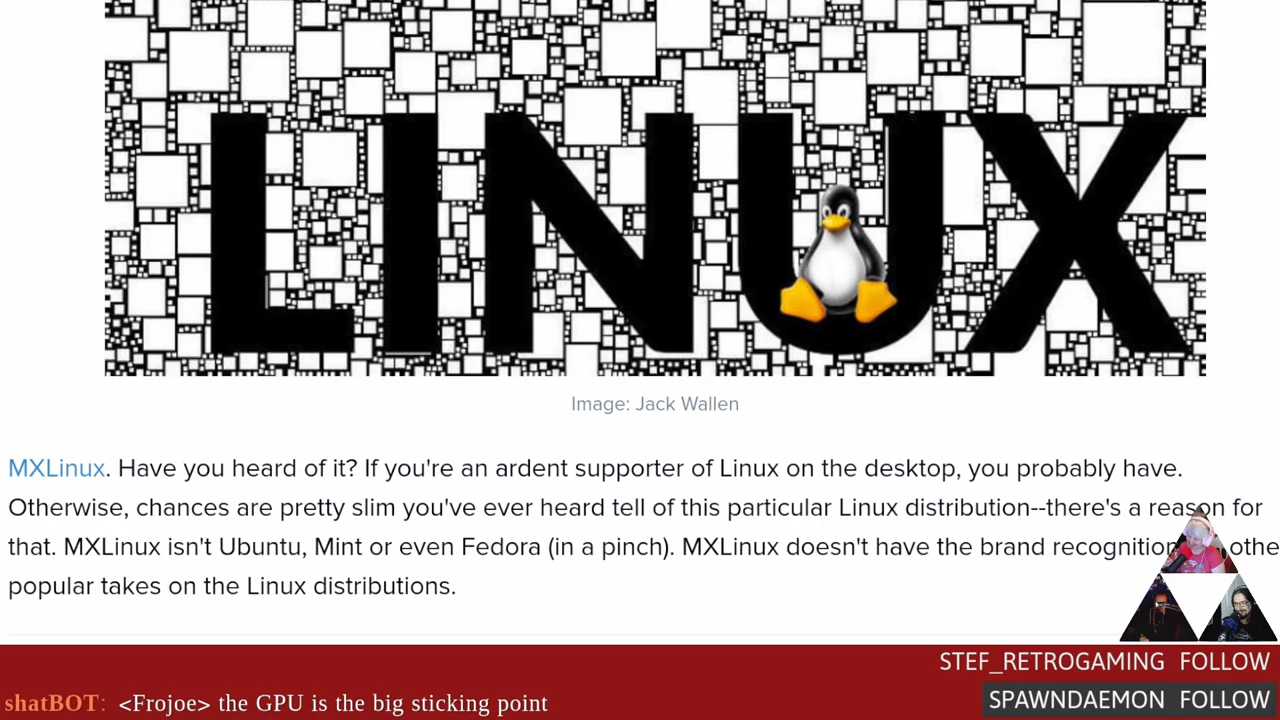 LINUX
Image: Jack Wallen
MXLinux. Have you heard of it? If you're an ardent supporter of Linux on the desktop, you probably have.
Otherwise, chances are pretty slim you've ever heard tell of this particular Linux distribution--there's a reason for
that. MXLinux isn't Ubuntu, Mint or even Fedora (in a pinch). MXLinux doesn't have the brand recognition
popular takes on the Linux distributions.
STEF_RETROGAMING FOLLOW
shatBOT: <Frojoe> the GPU is the big sticking point
SPAWNDAEMON FOLLOW